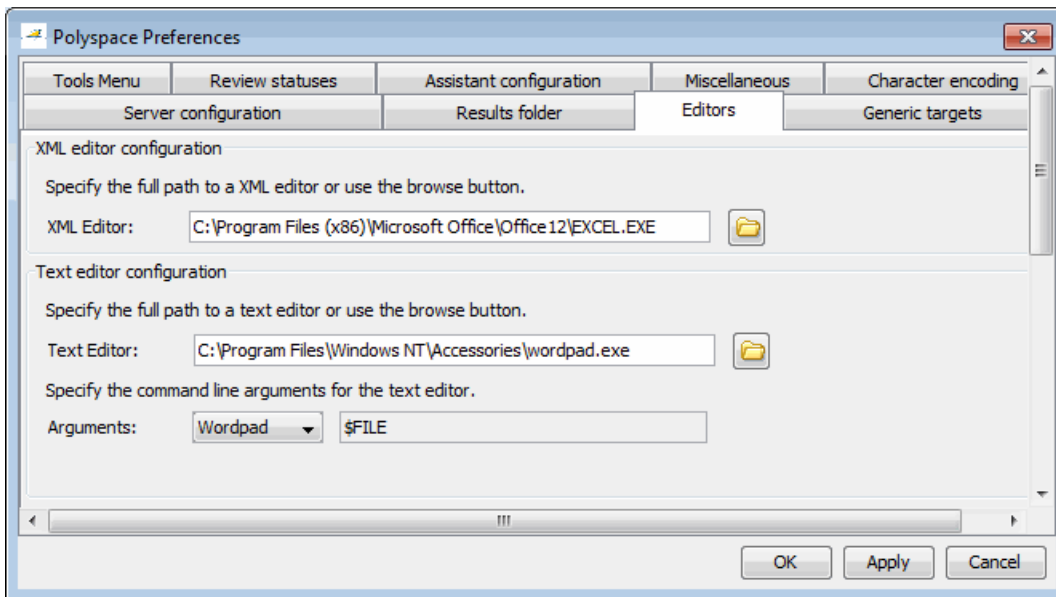 Polyspace Preferences
Tools Menu Review statuses Assistant configuration Miscellaneous Character encoding
Server configuration Results folder Editors Generic targets
XML editor configuration
Specify the full path to a XML editor or use the browse button.
XML Editor: C:\Program Files (x86)\Microsoft Office\Office12\EXCEL.EXE
Text editor configuration
Specify the full path to a text editor or use the browse button.
Text Editor: C:\Program Files\Windows NT\Accessories\wordpad.exe
Specify the command line arguments for the text editor.
Arguments: Wordpad $FILE
OK Apply Cancel